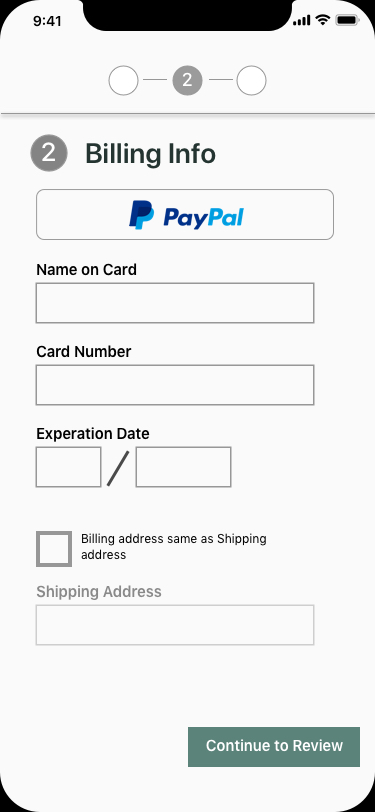 9:41
2
2 Billing Info
PayPal
Name on Card
Card Number
Experation Date
/
Billing address same as Shipping
address
Shipping Address
Continue to Review